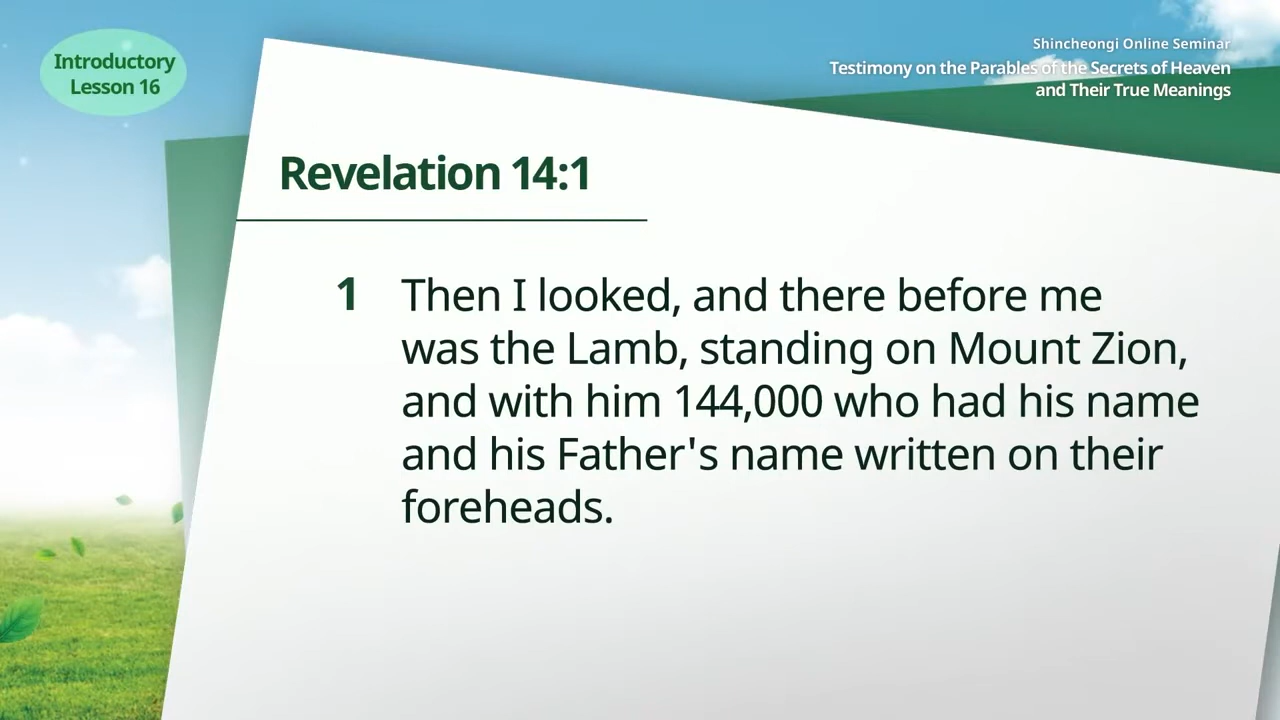 Introductory
Lesson 16
Shincheongi Online Seminar
Testimony on the Parables of the Secrets of Heaven
and Their True Meanings
Revelation 14:1
1 Then I looked, and there before me
was the Lamb, standing on Mount Zion,
and with him 144,000 who had his name
and his Father's name written on their
foreheads.